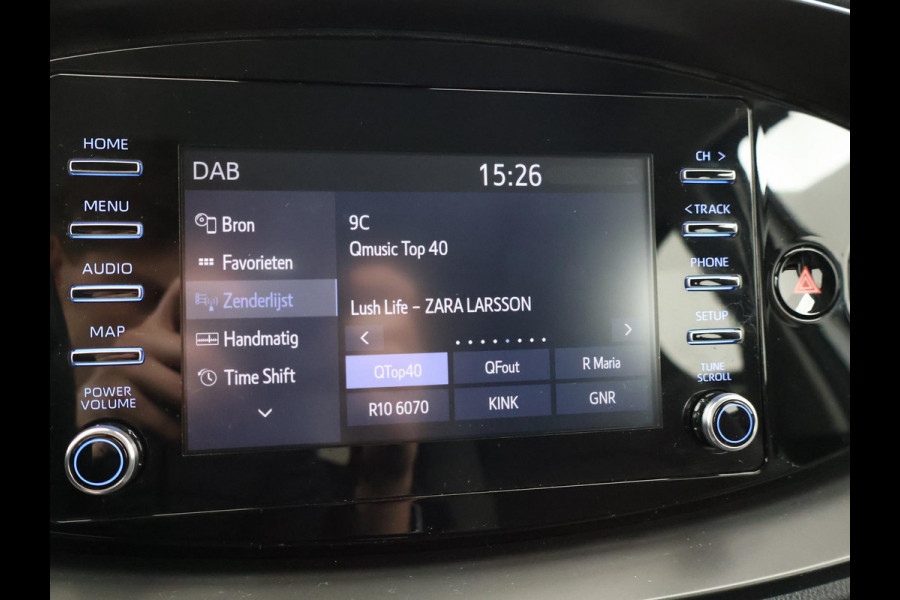 HOME
MENU
AUDIO
MAP
POWER
VOLUME
DAB
15:26
Bron
Favorieten
Zenderlijst
Handmatig
Time Shift
9C
Qmusic Top 40
Lush Life – ZARA LARSSON
< >
QTop40 QFout R Maria
R10 6070 KINK GNR
CH >
< TRACK
PHONE
SETUP
TUNE
SCROLL